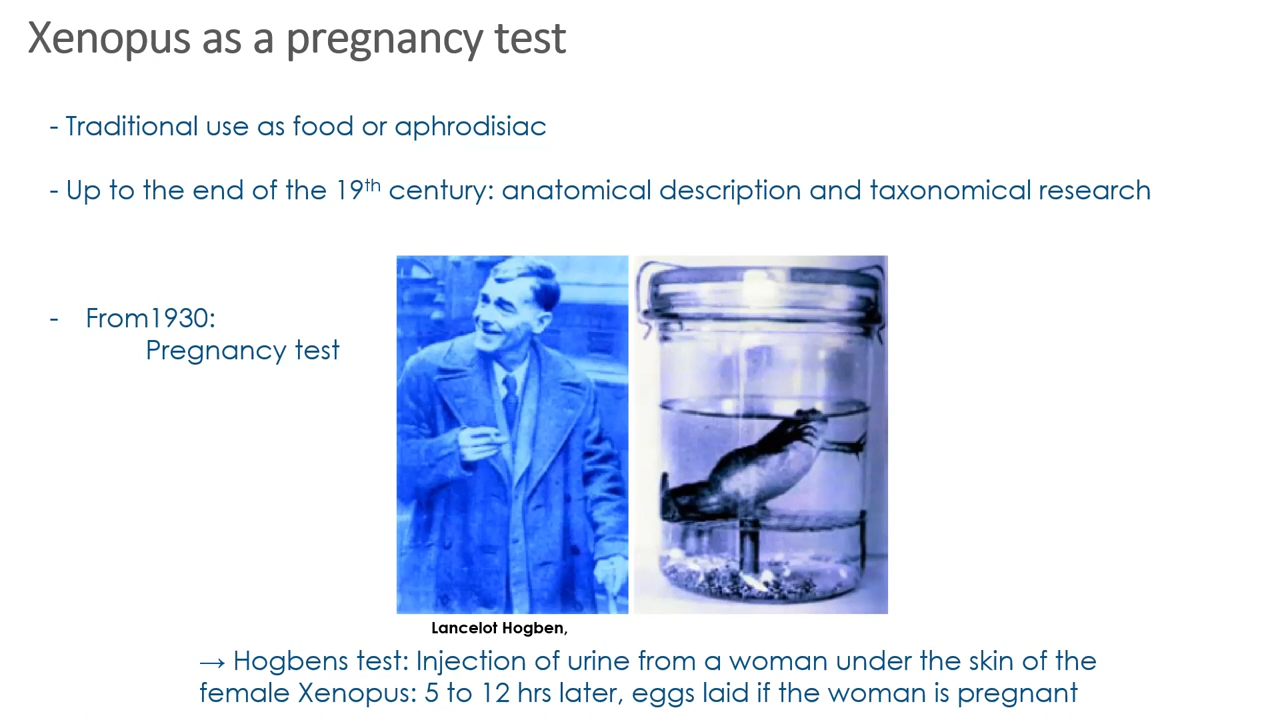 Xenopus as a pregnancy test
- Traditional use as food or aphrodisiac
- Up to the end of the 19th century: anatomical description and taxonomical research
- From1930:
Pregnancy test
Lancelot Hogben,
→ Hogbens test: Injection of urine from a woman under the skin of the
female Xenopus: 5 to 12 hrs later, eggs laid if the woman is pregnant